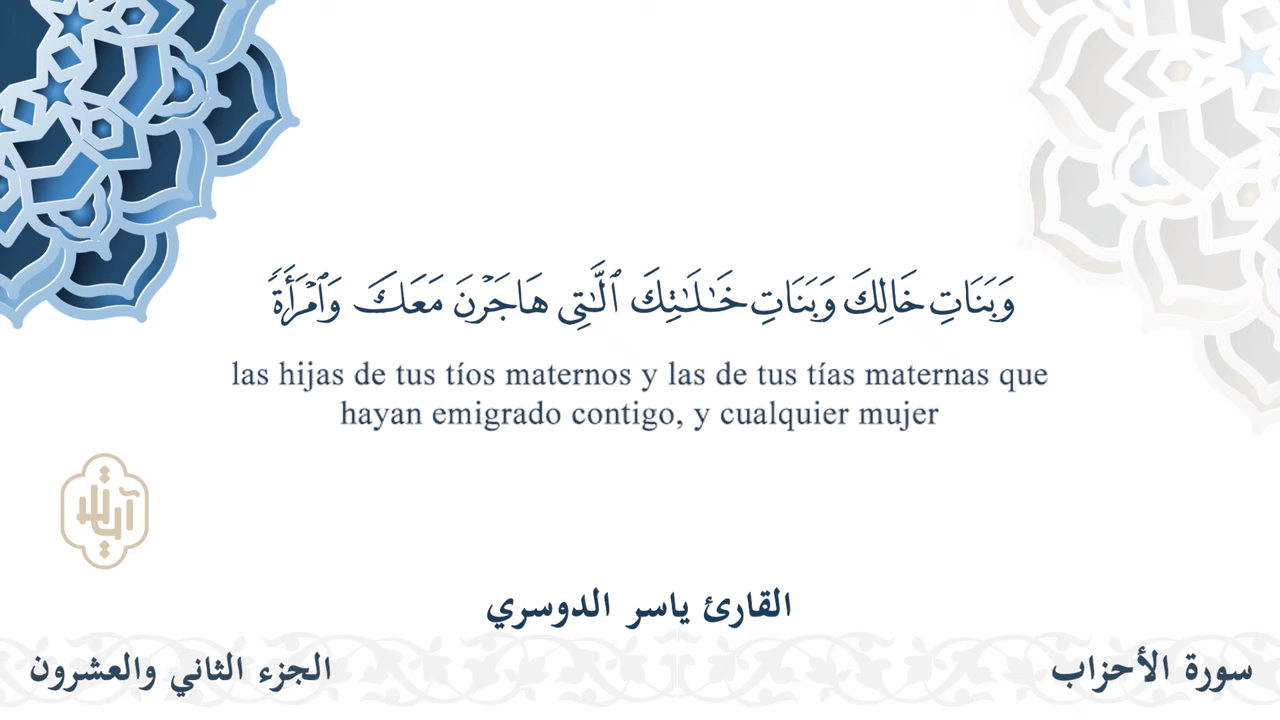 وَبَنَاتِ خَالِكَ وَبَنَاتِ خَـٰلَـٰتِكَ ٱلَّـٰتِى هَاجَرْنَ مَعَكَ وَٱمْرَأَةً
las hijas de tus tíos maternos y las de tus tías maternas que
hayan emigrado contigo, y cualquier mujer
القارئ ياسر الدوسري
سورة الأحزاب
الجزء الثاني والعشرون